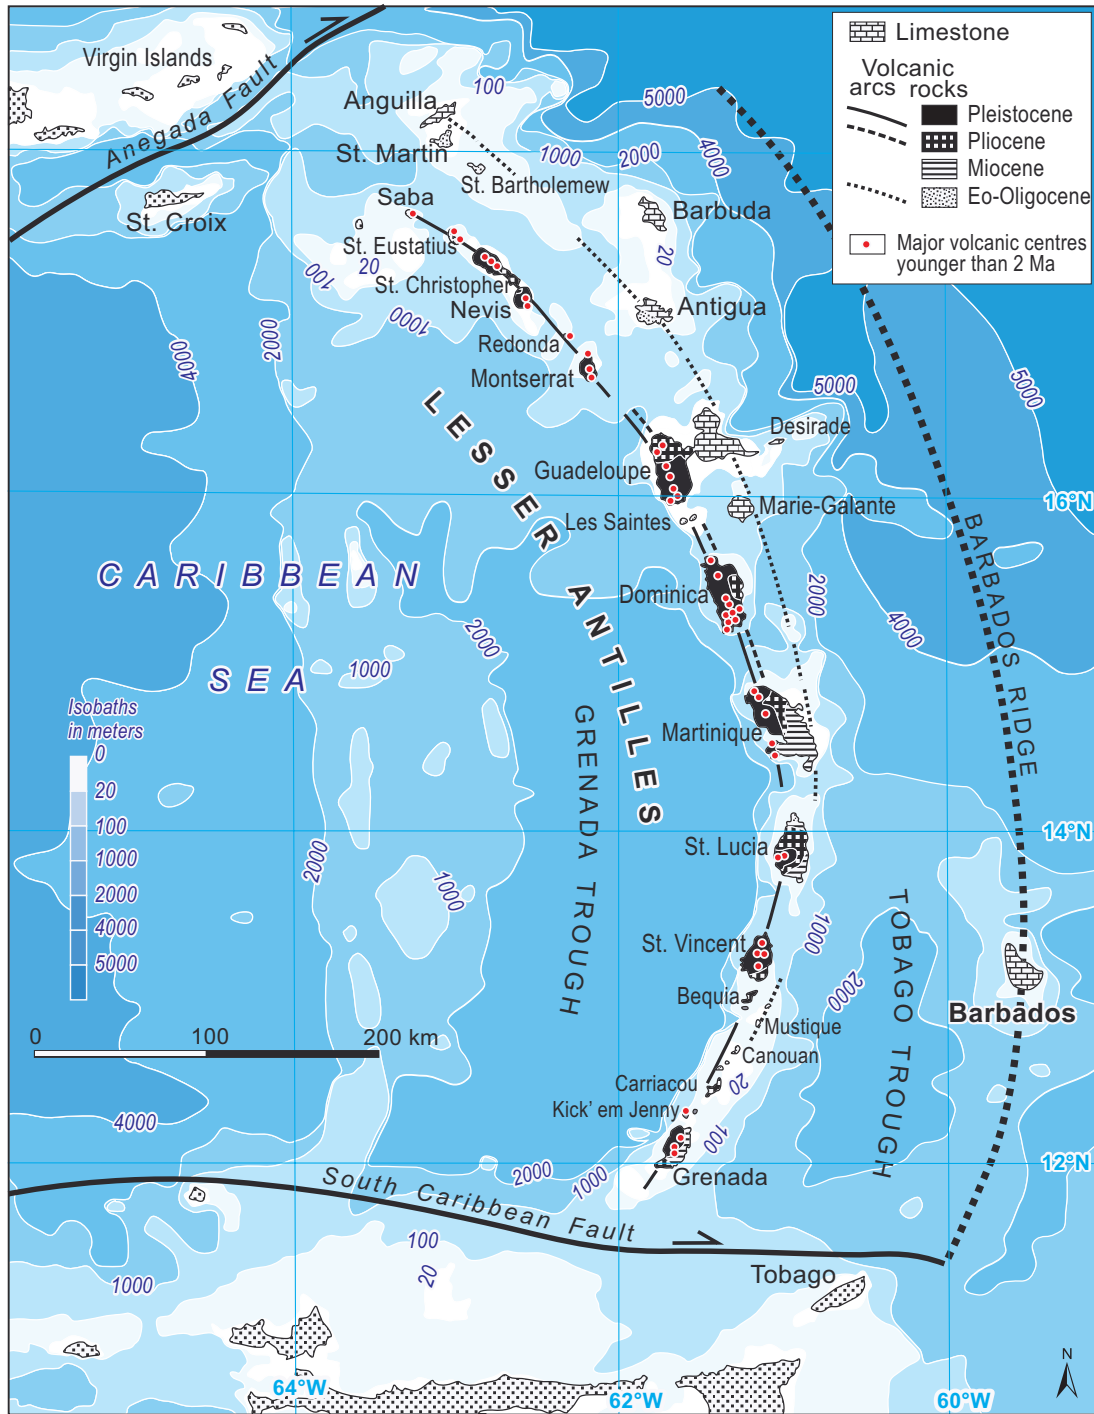 Virgin Islands
Anegada Fault
St. Croix
Anguilla
St. Martin
St. Bartholemew
Saba
St. Eustatius
St. Christopher
Nevis
Redonda
Montserrat
Barbuda
Antigua
Desirade
Guadeloupe
Marie-Galante
Les Saintes
Dominica
Martinique
St. Lucia
St. Vincent
Bequia
Mustique
Canouan
Carriacou
Kick' em Jenny
Grenada
Tobago
Barbados
LESSER ANTILLES
CARIBBEAN
SEA
GRENADA TROUGH
TOBAGO TROUGH
BARBADOS RIDGE
South Caribbean Fault
Limestone
Volcanic
arcs rocks
Pleistocene
Pliocene
Miocene
Eo-Oligocene
Major volcanic centres
younger than 2 Ma
Isobaths
in meters
0
20
100
1000
2000
4000
5000
0 100 200 km
100
5000
1000
2000
4000
20
20
100
1000
2000
4000
5000
5000
2000
4000
2000
1000
2000
1000
1000
2000
20
100
4000
2000
1000
100
20
1000
16°N
14°N
12°N
64°W
62°W
60°W
N